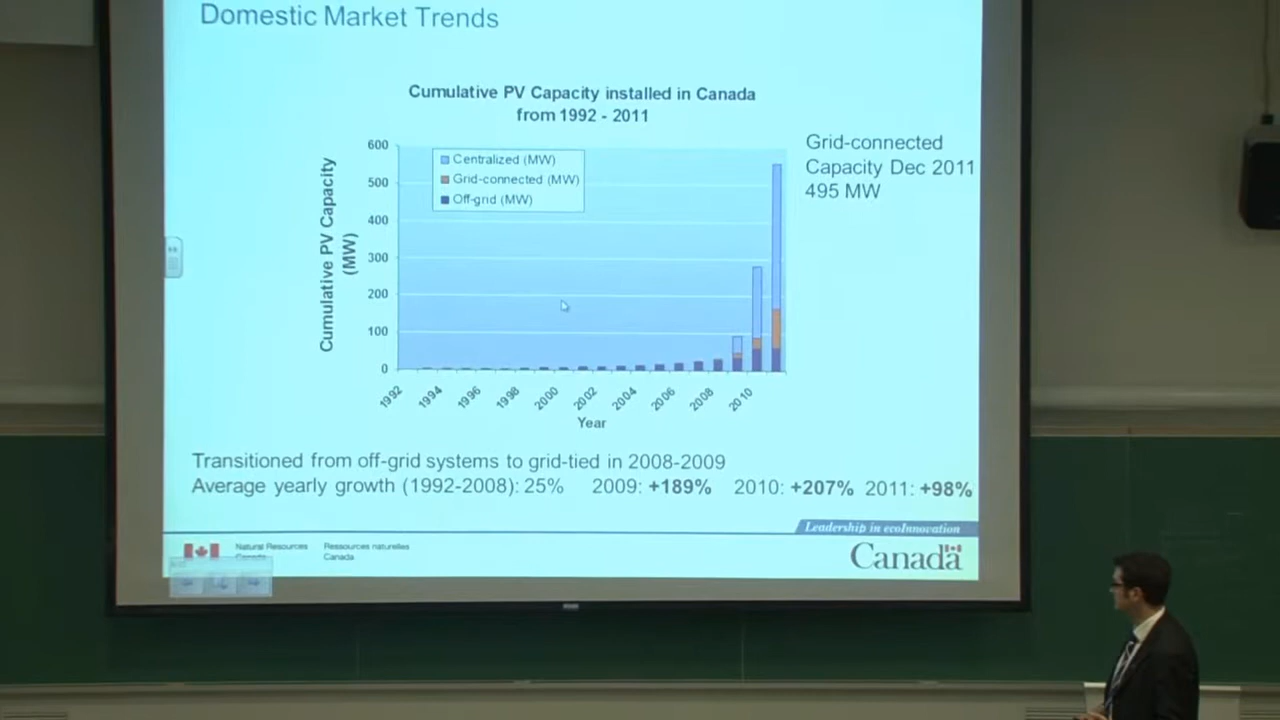 Domestic Market Trends
Cumulative PV Capacity installed in Canada
from 1992 - 2011
Grid-connected
Capacity Dec 2011
495 MW
Centralized (MW)
Grid-connected (MW)
Off-grid (MW)
Cumulative PV Capacity
(MW)
600
500
400
300
200
100
0
1992
1994
1996
1998
2000
2002
2004
2006
2008
2010
Year
Transitioned from off-grid systems to grid-tied in 2008-2009
Average yearly growth (1992-2008): 25% 2009: +189% 2010: +207% 2011: +98%
Leadership in ecoInnovation
Natural Resources
Canada
Ressources naturelles
Canada
Canada